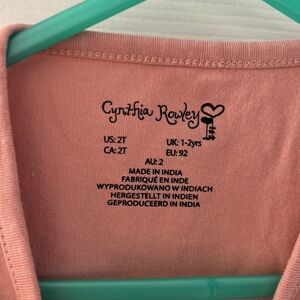 Cynthia Rowley
US: 2T UK: 1-2yrs
CA: 2T EU: 92
AU: 2
MADE IN INDIA
FABRIQUÉ EN INDE
WYPRODUKOWANO W INDIACH
HERGESTELLT IN INDIEN
GEPRODUCEERD IN INDIA